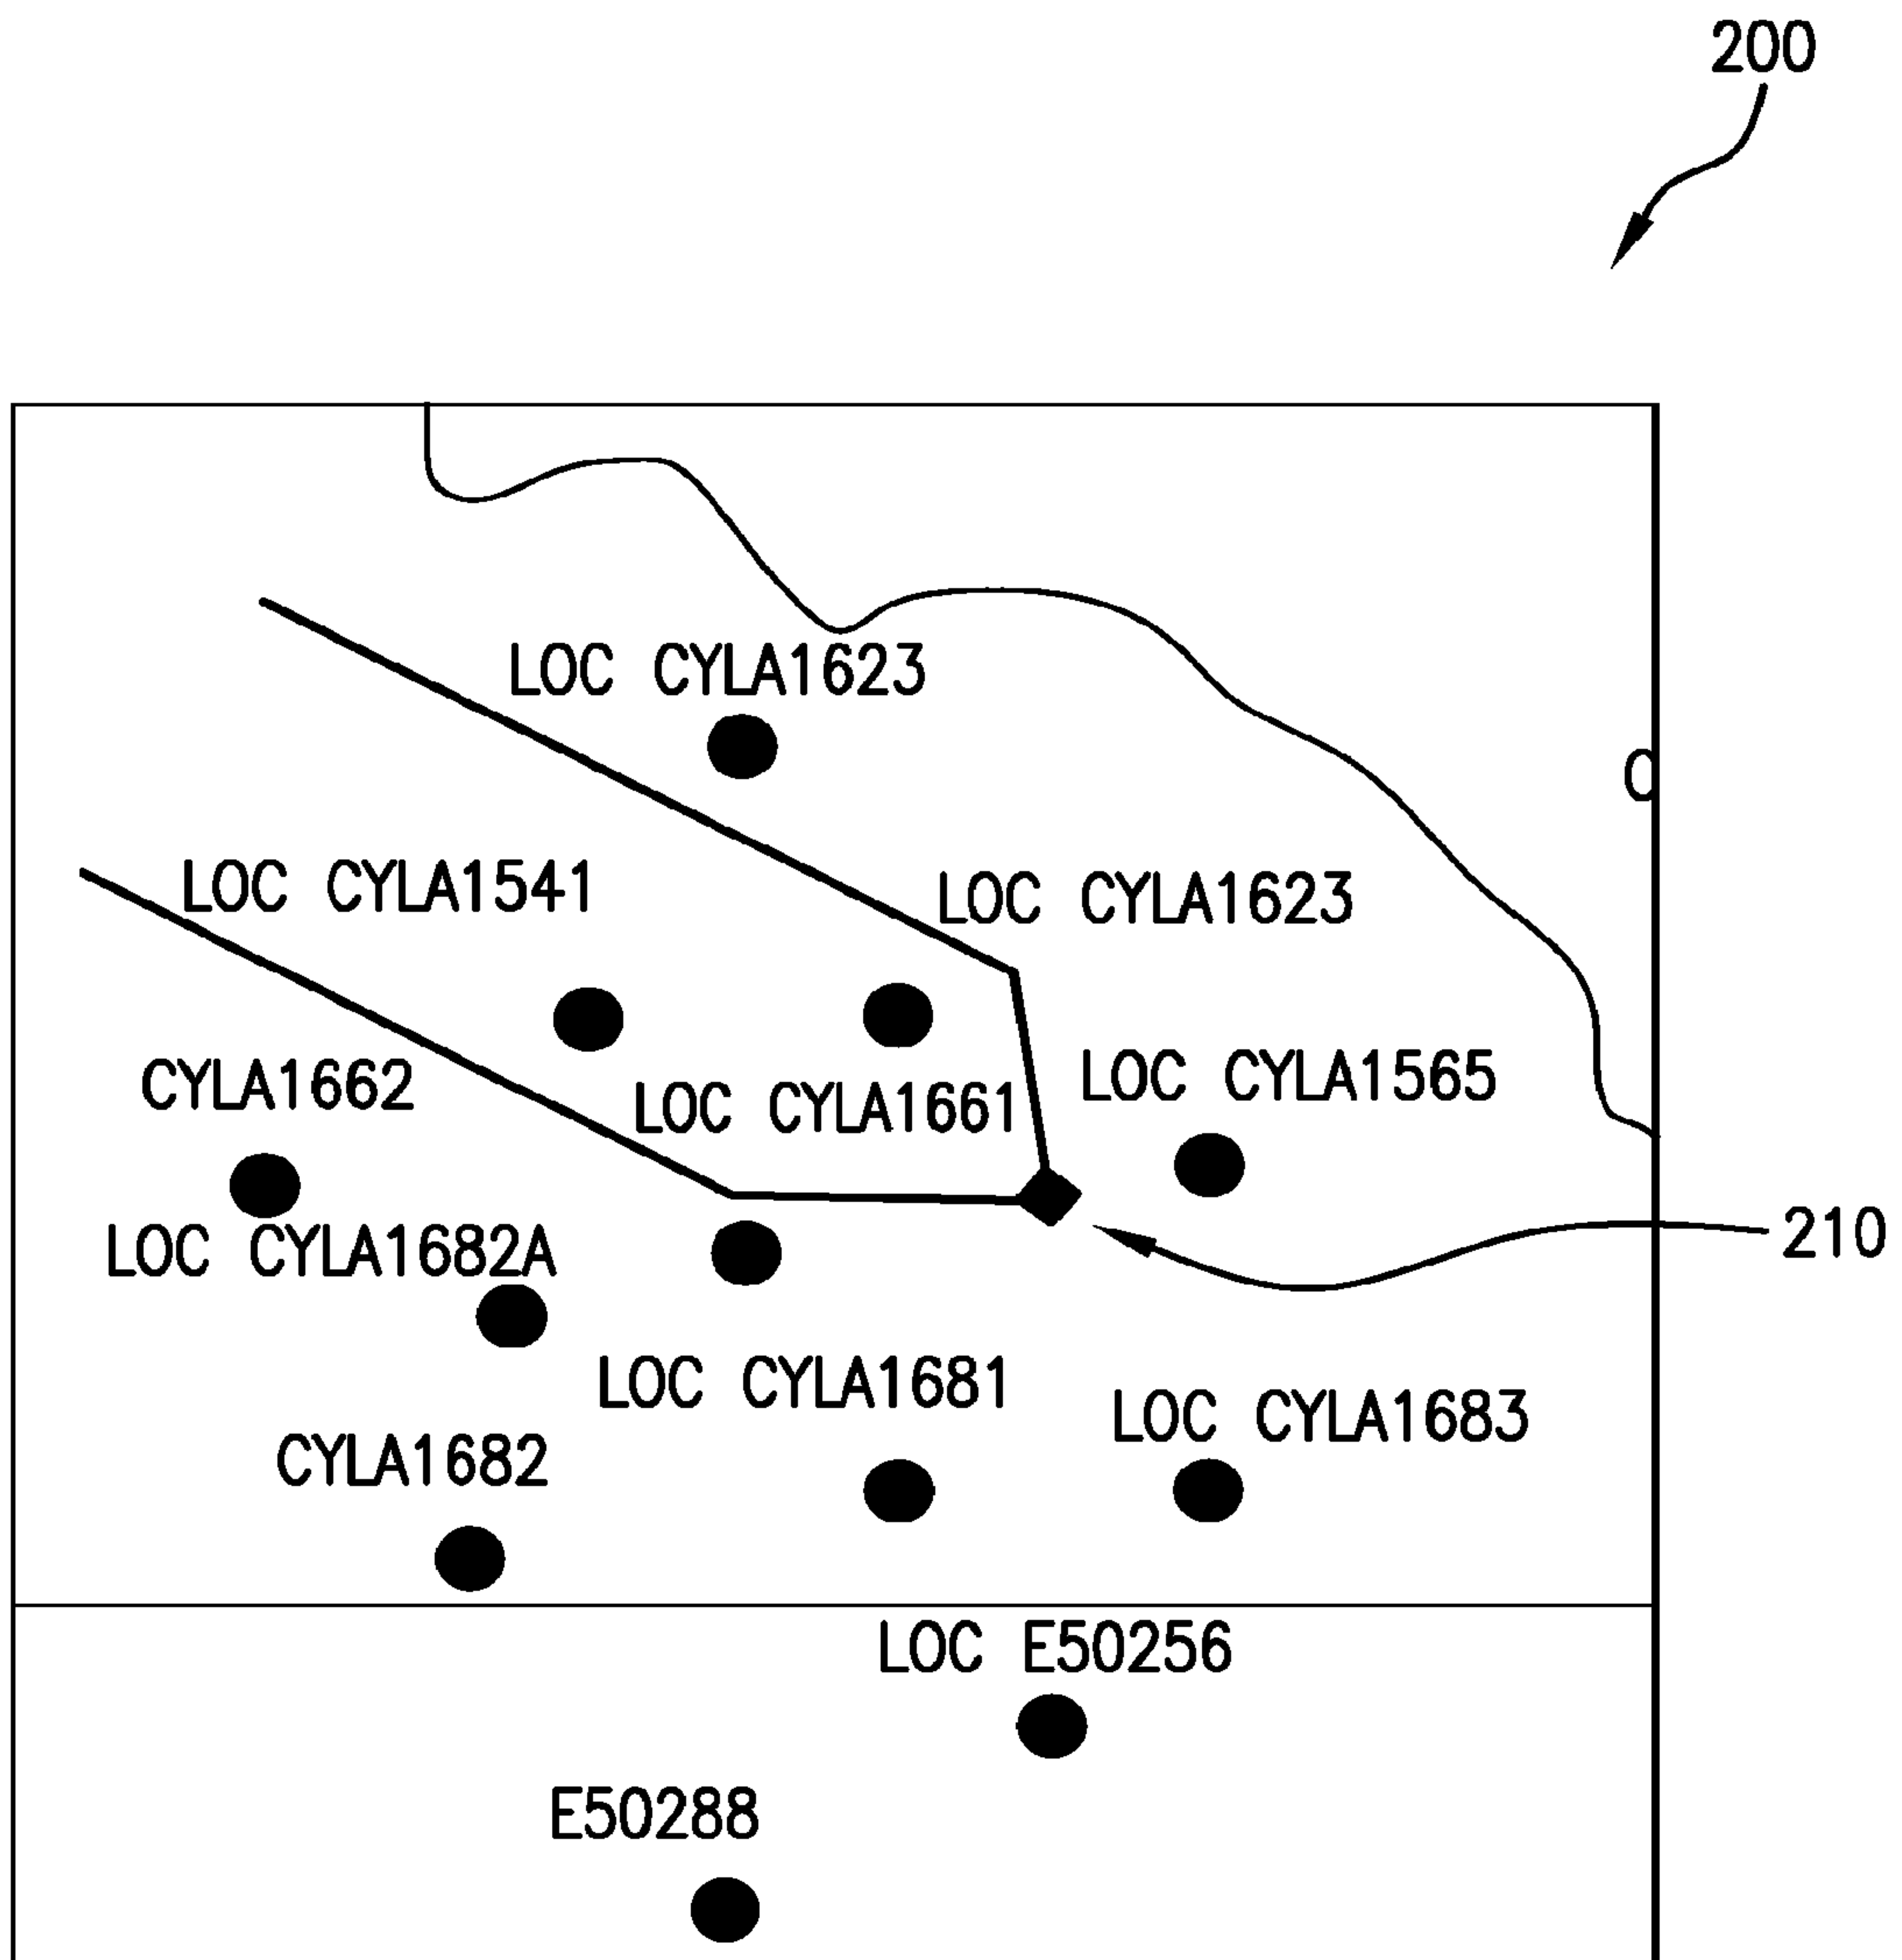 200
LOC CYLA1623
LOC CYLA1541
LOC CYLA1623
CYLA1662
LOC CYLA1661
LOC CYLA1565
LOC CYLA1682A
210
LOC CYLA1681
LOC CYLA1683
CYLA1682
LOC E50256
E50288